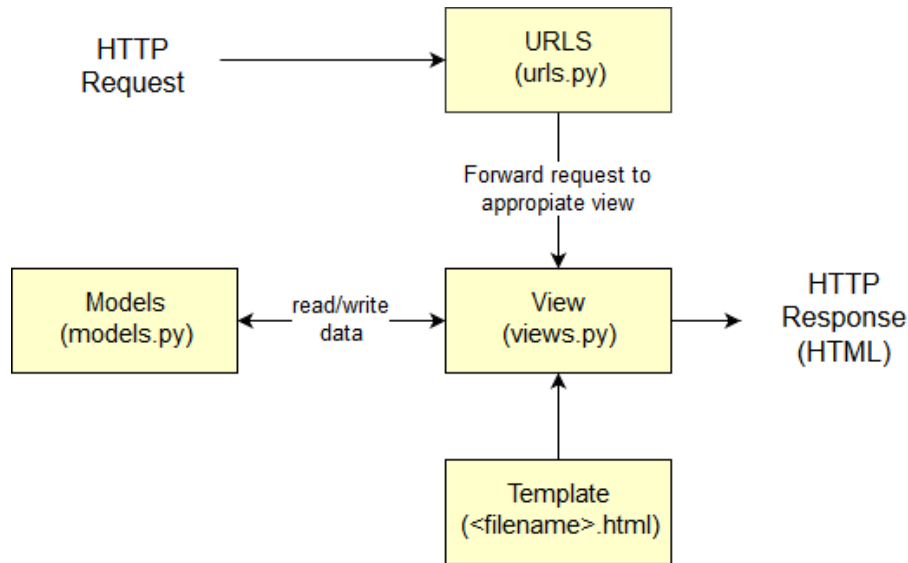 HTTP
Request
URLS
(urls.py)
Forward request to
appropiate view
Models
(models.py)
read/write
data
View
(views.py)
HTTP
Response
(HTML)
Template
(<filename>.html)